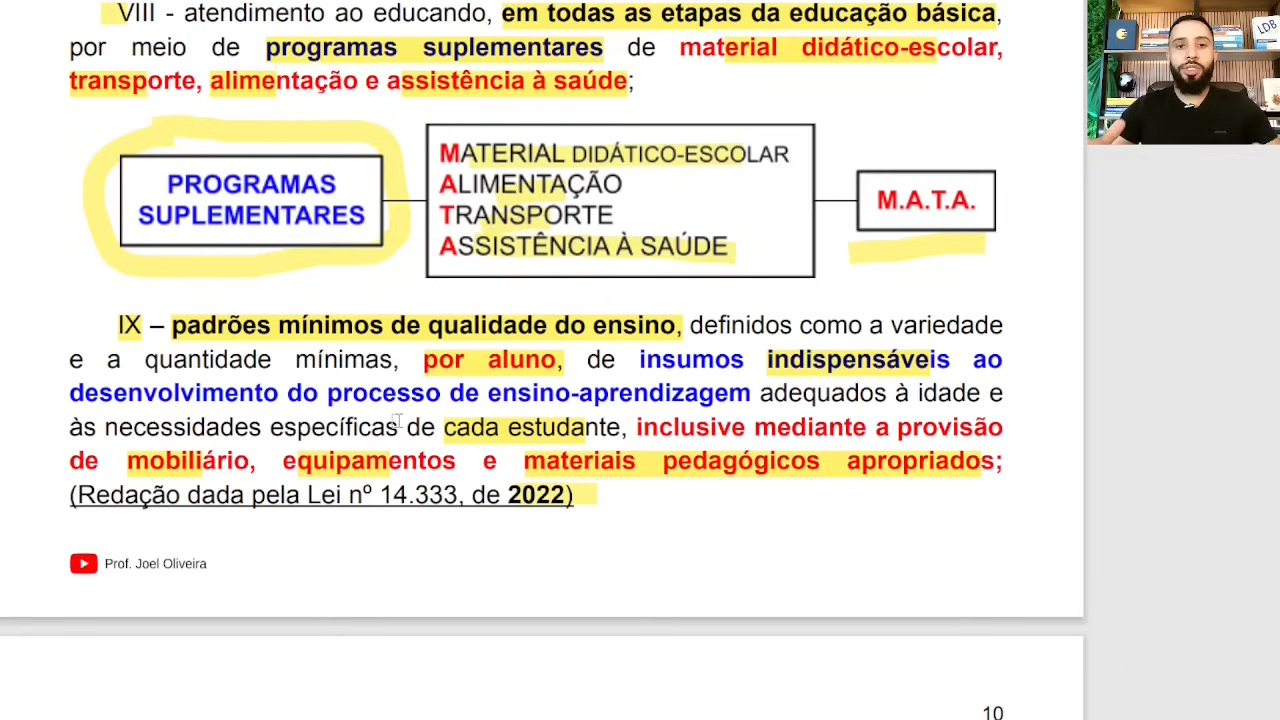 VIII - atendimento ao educando, em todas as etapas da educação básica,
por meio de programas suplementares de material didático-escolar,
transporte, alimentação e assistência à saúde;
PROGRAMAS
SUPLEMENTARES
MATERIAL DIDÁTICO-ESCOLAR
ALIMENTAÇÃO
TRANSPORTE
ASSISTÊNCIA À SAÚDE
M.A.T.A.
IX – padrões mínimos de qualidade do ensino, definidos como a variedade
e a quantidade mínimas, por aluno, de insumos indispensáveis ao
desenvolvimento do processo de ensino-aprendizagem adequados à idade e
às necessidades específicas de cada estudante, inclusive mediante a provisão
de mobiliário, equipamentos e materiais pedagógicos apropriados;
(Redação dada pela Lei nº 14.333, de 2022)
Prof. Joel Oliveira
10
LDB